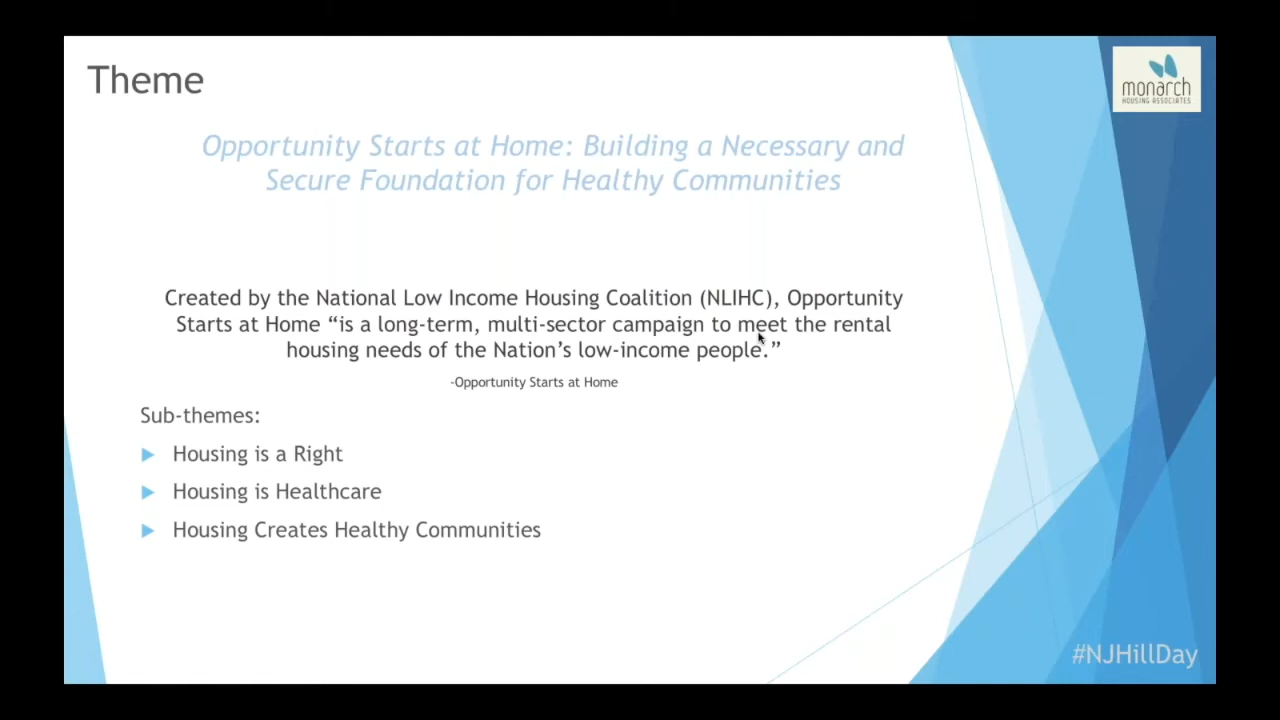 Theme
monarch
HOUSING ASSOCIATES
Opportunity Starts at Home: Building a Necessary and
Secure Foundation for Healthy Communities
Created by the National Low Income Housing Coalition (NLIHC), Opportunity
Starts at Home “is a long-term, multi-sector campaign to meet the rental
housing needs of the Nation’s low-income people.”
-Opportunity Starts at Home
Sub-themes:
Housing is a Right
Housing is Healthcare
Housing Creates Healthy Communities
#NJHillDay